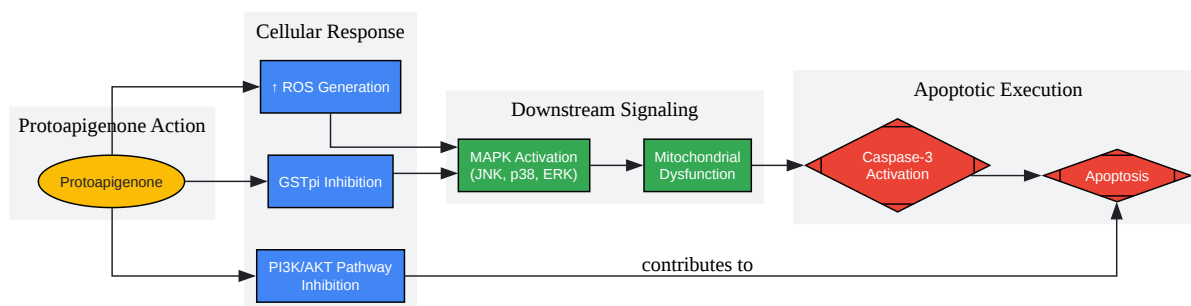 Protoapigenone Action
Protoapigenone
Cellular Response
↑ ROS Generation
GSTpi Inhibition
PI3K/AKT Pathway
Inhibition
Downstream Signaling
MAPK Activation
(JNK, p38, ERK)
Mitochondrial
Dysfunction
contributes to
Apoptotic Execution
Caspase-3
Activation
Apoptosis